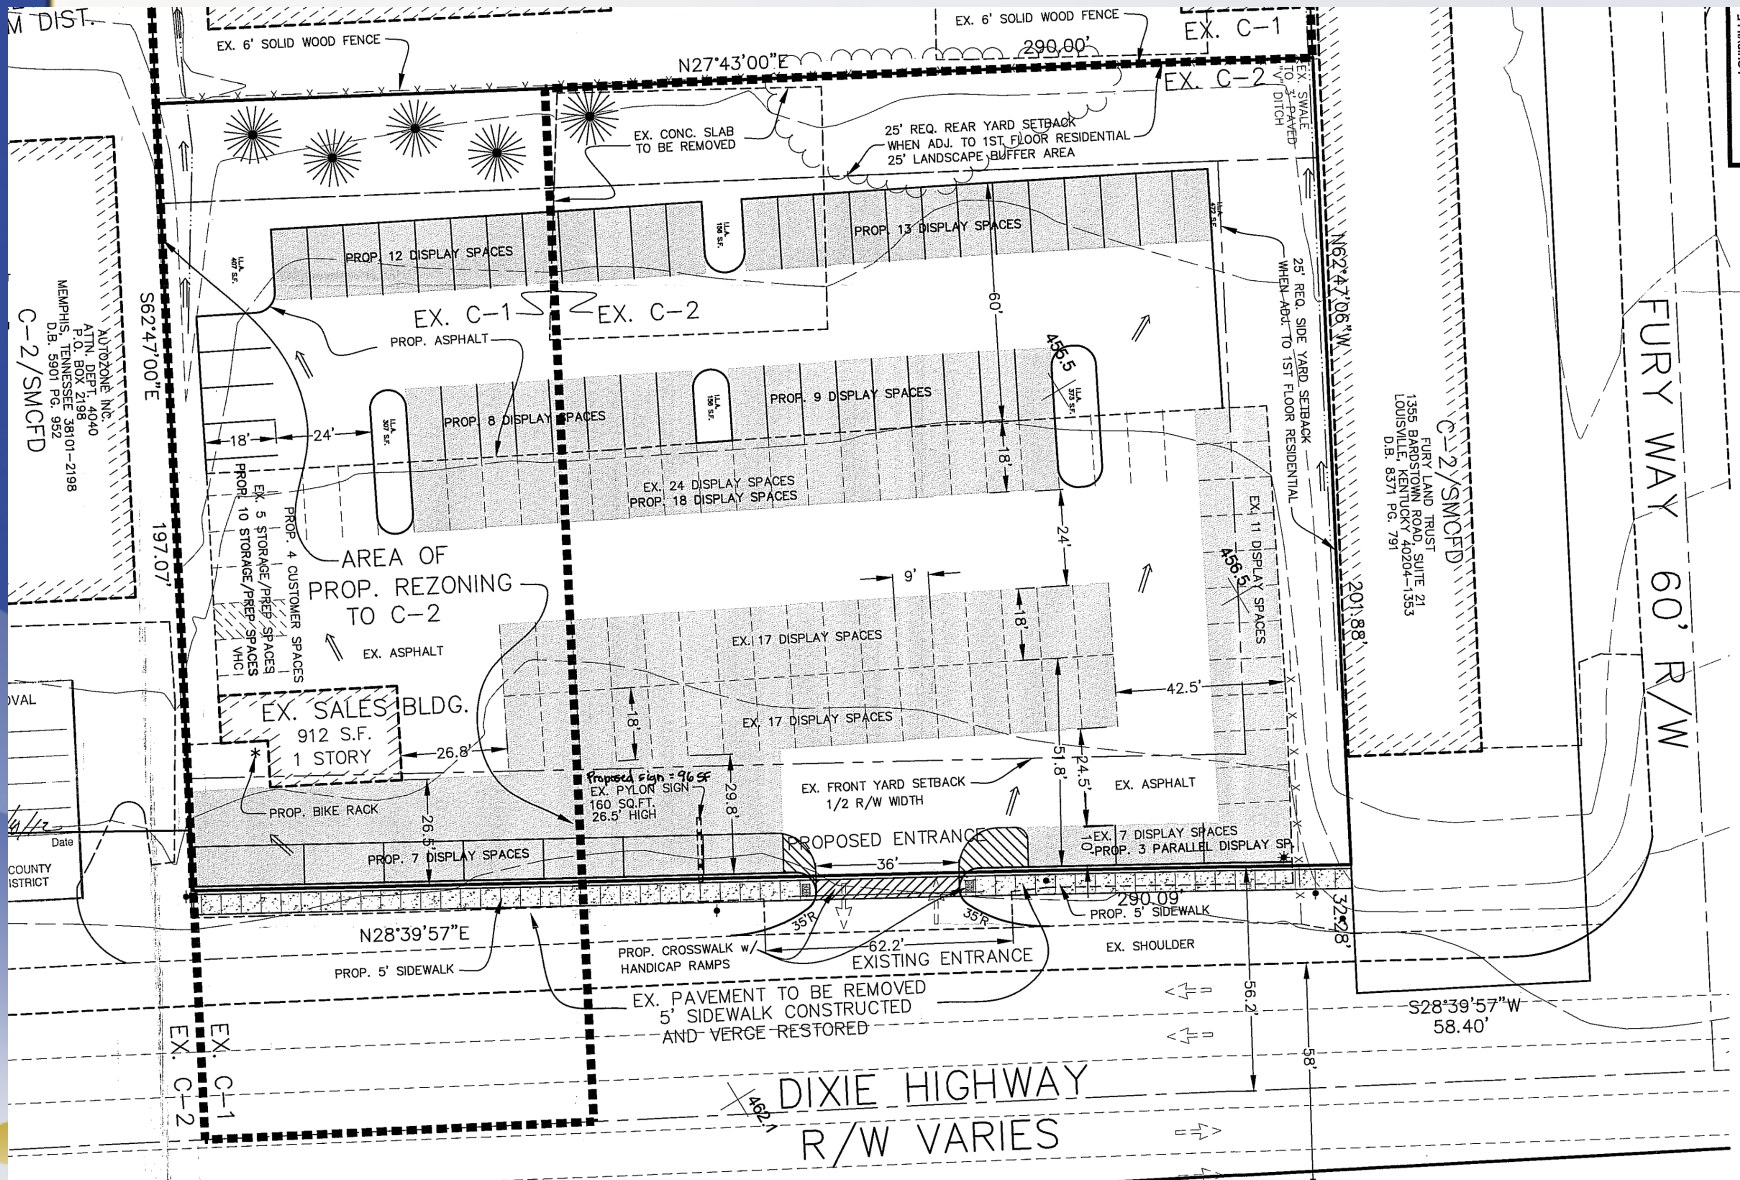 M DIST.
EX. 6' SOLID WOOD FENCE
N27°43'00"E
EX. 6' SOLID WOOD FENCE
290.00'
EX. C-1
EX. C-2
EX. SWALE
TO 3' PAVED
V DITCH
EX. CONC. SLAB
TO BE REMOVED
25' REQ. REAR YARD SETBACK
WHEN ADJ. TO 1ST FLOOR RESIDENTIAL
25' LANDSCAPE BUFFER AREA
PROP. 12 DISPLAY SPACES
I.L.A.
156 S.F.
PROP. 13 DISPLAY SPACES
I.L.A.
407 S.F.
EX. C-1
EX. C-2
PROP. ASPHALT
60'
25' REQ. SIDE YARD SETBACK
WHEN ADJ. TO 1ST FLOOR RESIDENTIAL
N62°47'06"W
201.88'
FURY WAY 60' R/W
S62°47'00"E
197.07'
AUTOZONE INC.
ATTN. DEPT. 4040
P.O. BOX 2198
MEMPHIS, TENNESSEE 38101-2198
D.B. 5901 PG. 952
C-2/SMCFD
C-2/SMCFD
FURY LAND TRUST
1355 BARDSTOWN ROAD, SUITE 21
LOUISVILLE, KENTUCKY 40204-1353
D.B. 8371 PG. 791
PROP. 8 DISPLAY SPACES
I.L.A.
307 S.F.
I.L.A.
156 S.F.
PROP. 9 DISPLAY SPACES
455.5
I.L.A.
375 S.F.
18'
24'
18'
EX. 24 DISPLAY SPACES
PROP. 18 DISPLAY SPACES
EX. 5 STORAGE/PREP SPACES
PROP. 10 STORAGE/PREP SPACES
PROP. 4 CUSTOMER SPACES
VHC
24'
EX. 11 DISPLAY SPACES
456.5
AREA OF
PROP. REZONING
TO C-2
EX. ASPHALT
9'
18'
EX. 17 DISPLAY SPACES
EX. 17 DISPLAY SPACES
18'
42.5'
OVAL
EX. SALES BLDG.
912 S.F.
1 STORY
26.8'
PROP. BIKE RACK
26.5'
Proposed sign = 96 SF
EX. PYLON SIGN
160 SQ.FT.
26.5' HIGH
29.8'
EX. FRONT YARD SETBACK
1/2 R/W WIDTH
51.8'
24.5'
EX. ASPHALT
PROPOSED ENTRANCE
36'
10'
EX. 7 DISPLAY SPACES
PROP. 3 PARALLEL DISPLAY SP.
PROP. 7 DISPLAY SPACES
Date
COUNTY
ISTRICT
N28°39'57"E
290.09'
PROP. 5' SIDEWALK
PROP. 5' SIDEWALK
35'R
35'R
32.28'
PROP. CROSSWALK w/
HANDICAP RAMPS
62.2'
EXISTING ENTRANCE
EX. SHOULDER
EX. PAVEMENT TO BE REMOVED
5' SIDEWALK CONSTRUCTED
AND VERGE RESTORED
56.2'
58'
S28°39'57"W
58.40'
EX. C-1
EX. C-2
462.1
DIXIE HIGHWAY
R/W VARIES